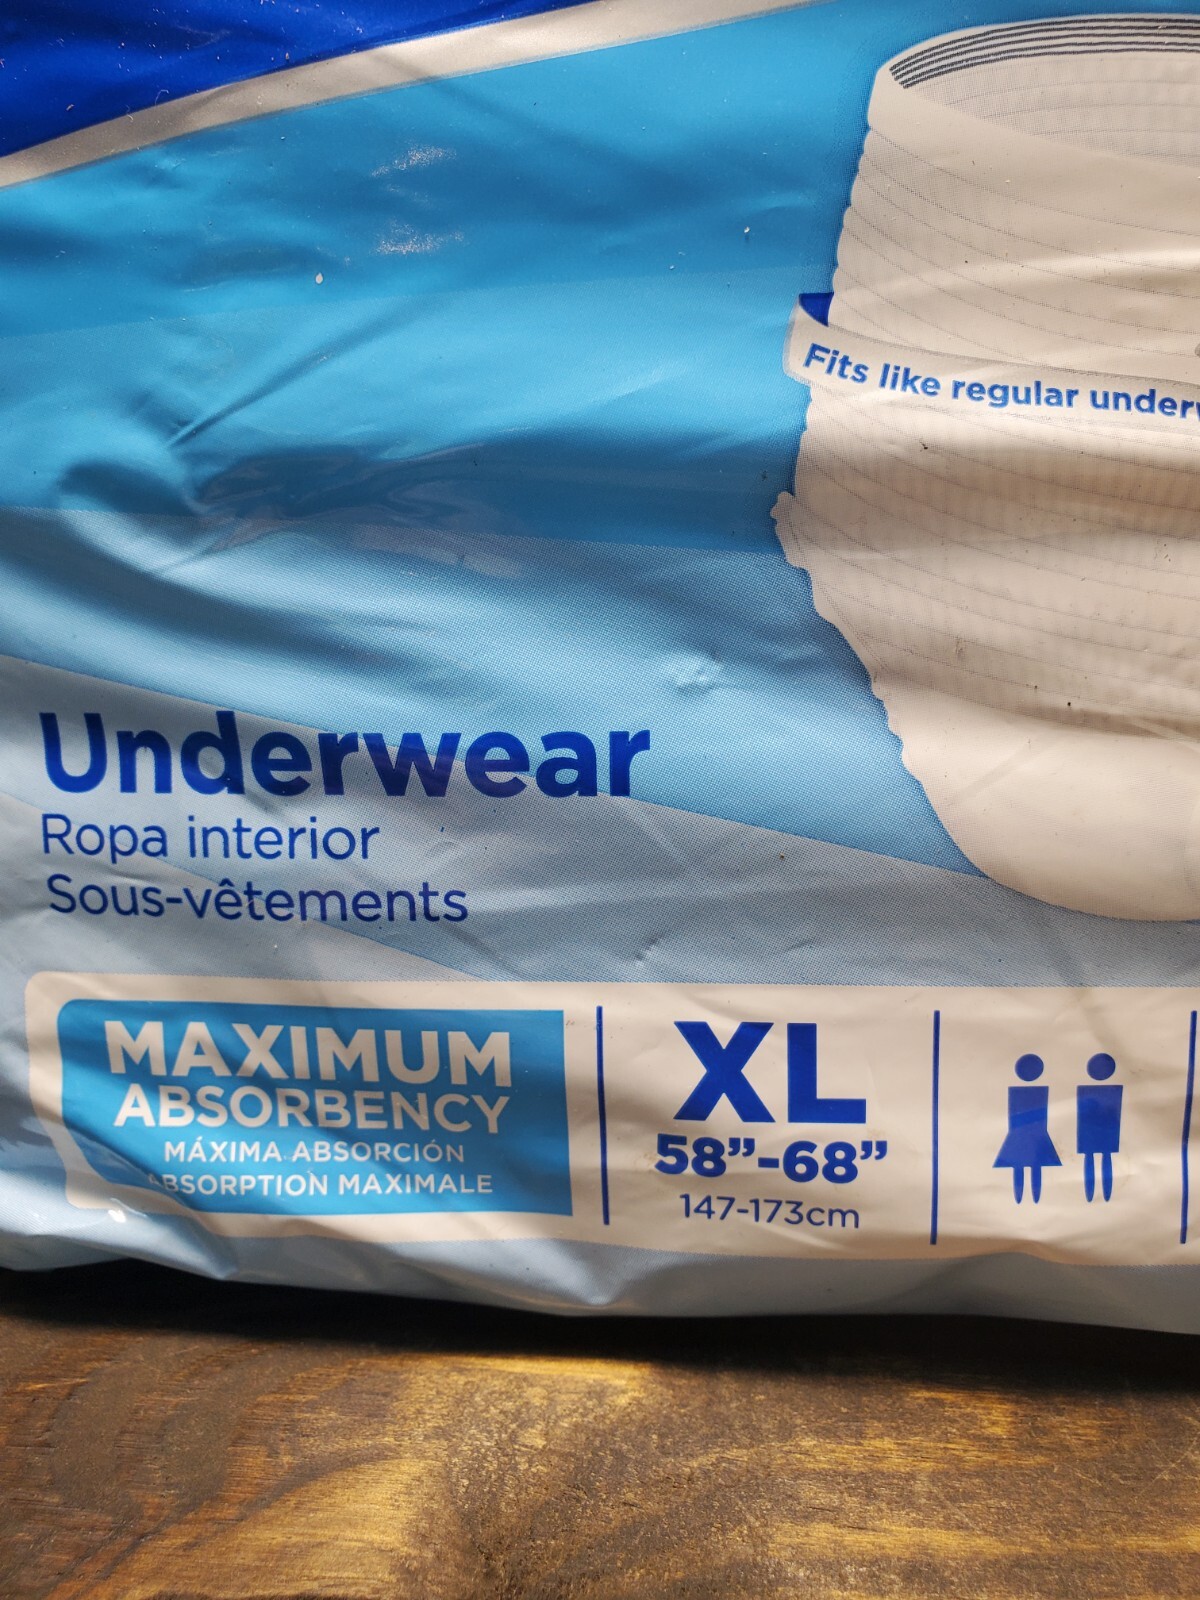 Fits like regular
Underwear
Ropa interior
Sous-vêtements
MAXIMUM
ABSORBENCY
MÁXIMA ABSORCIÓN
ABSORPTION MAXIMALE
XL
58”-68”
147-173cm